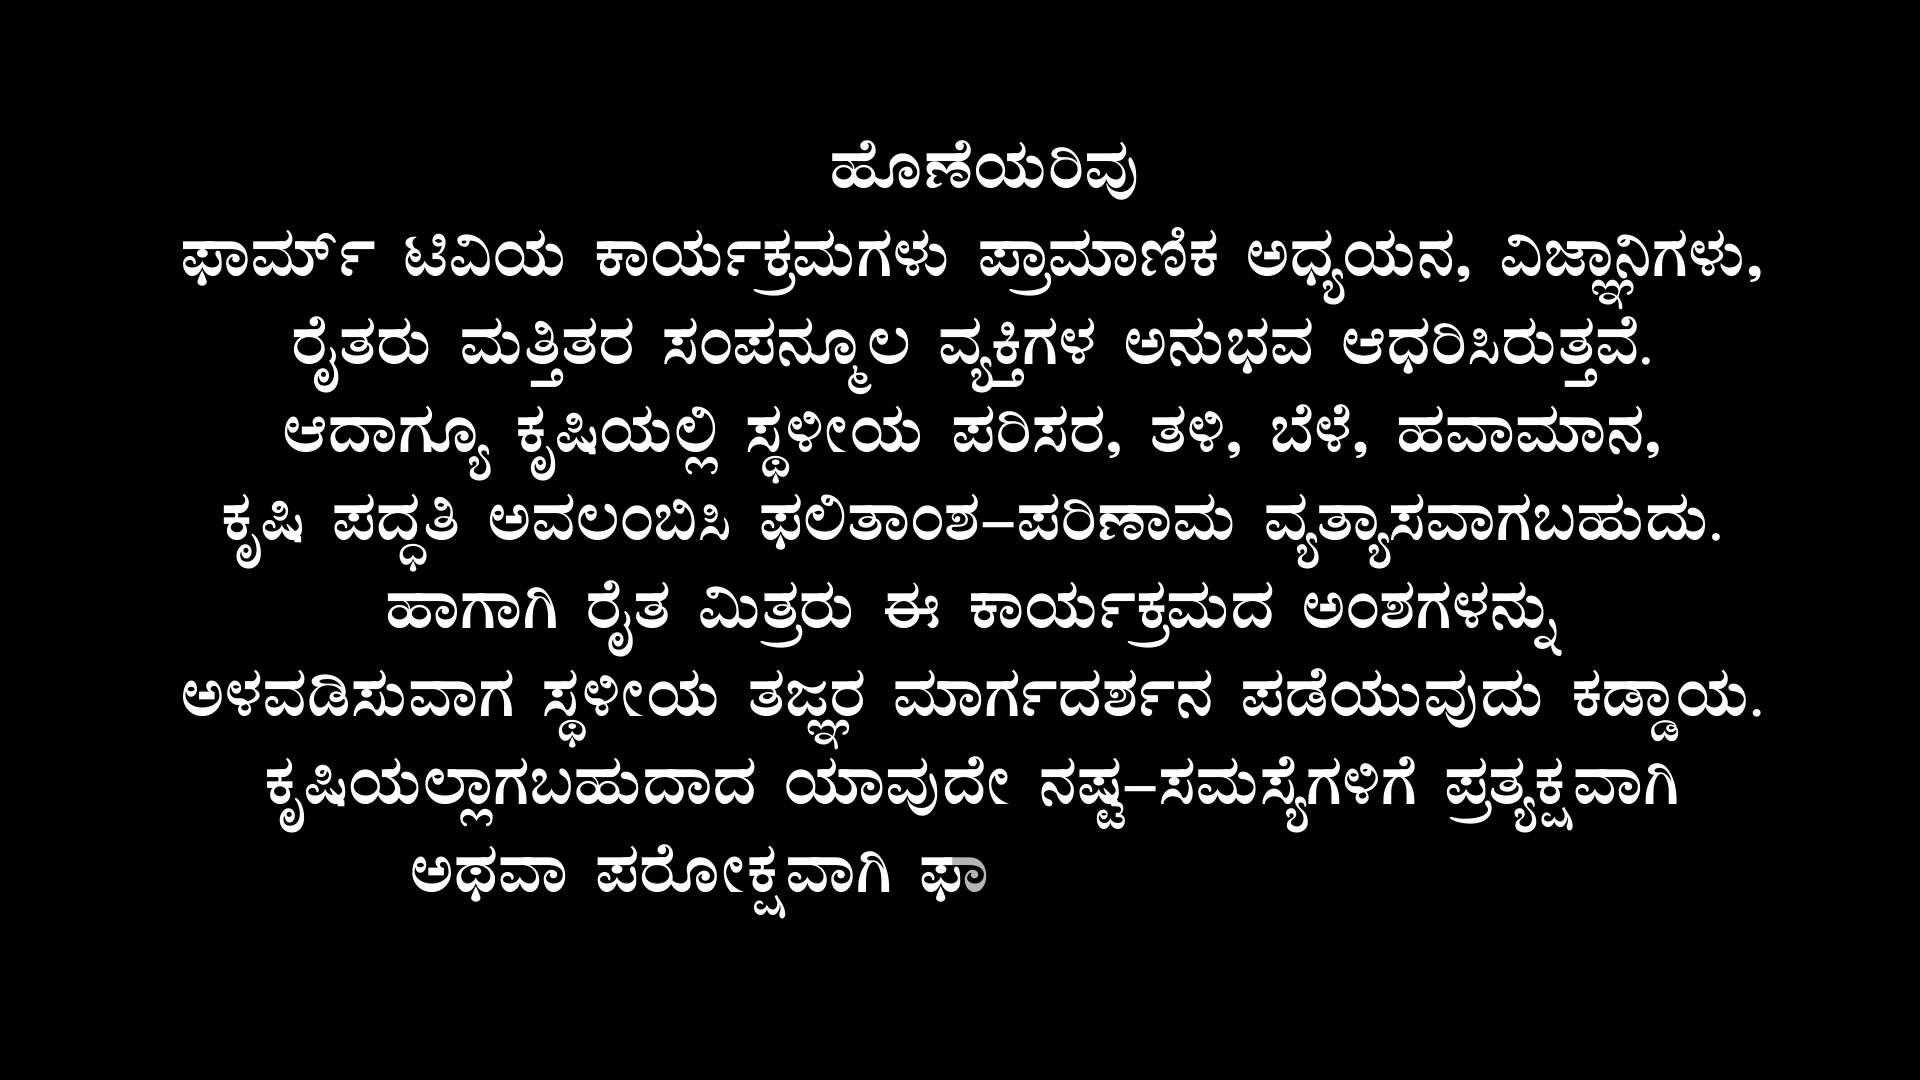 ಹೊಣೆಯರಿವು
ಫಾರ್ಮ್ ಟಿವಿಯ ಕಾರ್ಯಕ್ರಮಗಳು ಪ್ರಾಮಾಣಿಕ ಅಧ್ಯಯನ, ವಿಜ್ಞಾನಿಗಳು,
ರೈತರು ಮತ್ತಿತರ ಸಂಪನ್ಮೂಲ ವ್ಯಕ್ತಿಗಳ ಅನುಭವ ಆಧರಿಸಿರುತ್ತವೆ.
ಆದಾಗ್ಯೂ ಕೃಷಿಯಲ್ಲಿ ಸ್ಥಳೀಯ ಪರಿಸರ, ತಳಿ, ಬೆಳೆ, ಹವಾಮಾನ,
ಕೃಷಿ ಪದ್ಧತಿ ಅವಲಂಬಿಸಿ ಫಲಿತಾಂಶ–ಪರಿಣಾಮ ವ್ಯತ್ಯಾಸವಾಗಬಹುದು.
ಹಾಗಾಗಿ ರೈತ ಮಿತ್ರರು ಈ ಕಾರ್ಯಕ್ರಮದ ಅಂಶಗಳನ್ನು
ಅಳವಡಿಸುವಾಗ ಸ್ಥಳೀಯ ತಜ್ಞರ ಮಾರ್ಗದರ್ಶನ ಪಡೆಯುವುದು ಕಡ್ಡಾಯ.
ಕೃಷಿಯಲ್ಲಾಗಬಹುದಾದ ಯಾವುದೇ ನಷ್ಟ–ಸಮಸ್ಯೆಗಳಿಗೆ ಪ್ರತ್ಯಕ್ಷವಾಗಿ
ಅಥವಾ ಪರೋಕ್ಷವಾಗಿ ಫಾ